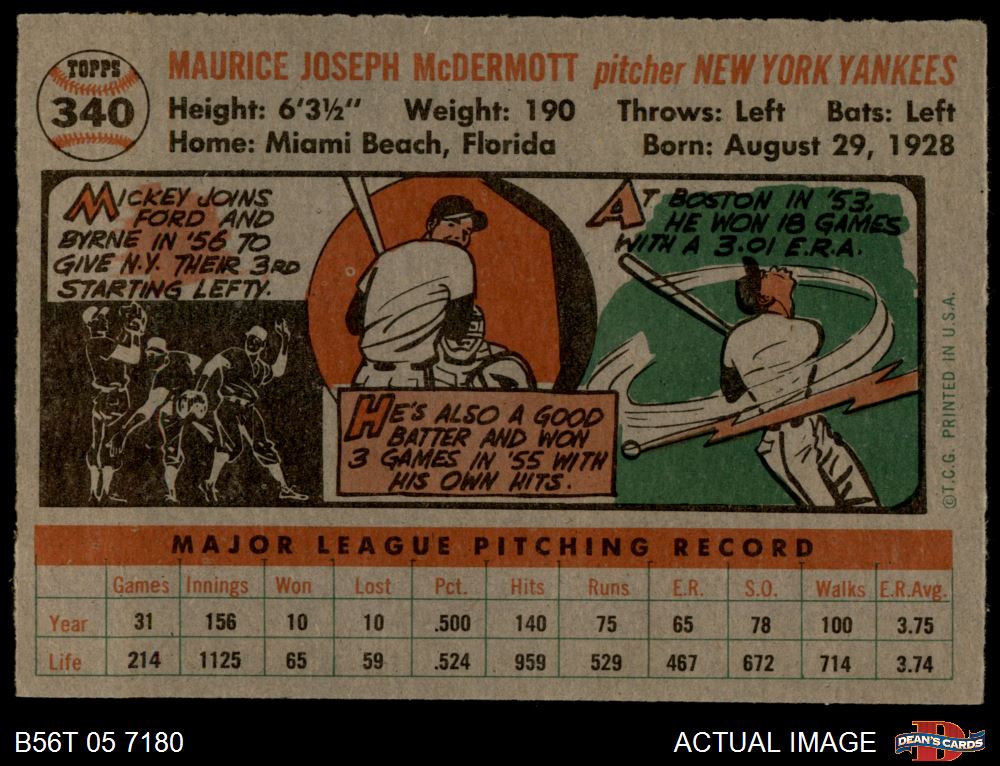 TOPPS
340
MAURICE JOSEPH McDERMOTT pitcher NEW YORK YANKEES
Height: 6'3½" Weight: 190 Throws: Left Bats: Left
Home: Miami Beach, Florida Born: August 29, 1928
MICKEY JOINS
FORD AND
BYRNE IN '56 TO
GIVE N.Y. THEIR 3RD
STARTING LEFTY.
HE'S ALSO A GOOD
BATTER AND WON
3 GAMES IN '55 WITH
HIS OWN HITS.
AT BOSTON IN '53,
HE WON 18 GAMES
WITH A 3.01 E.R.A.
©T.C.G. PRINTED IN U.S.A.
MAJOR LEAGUE PITCHING RECORD
Games Innings Won Lost Pct. Hits Runs E.R. S.O. Walks E.R.Avg.
Year 31 156 10 10 .500 140 75 65 78 100 3.75
Life 214 1125 65 59 .524 959 529 467 672 714 3.74
B56T 05 7180 ACTUAL IMAGE DEAN'S CARDS